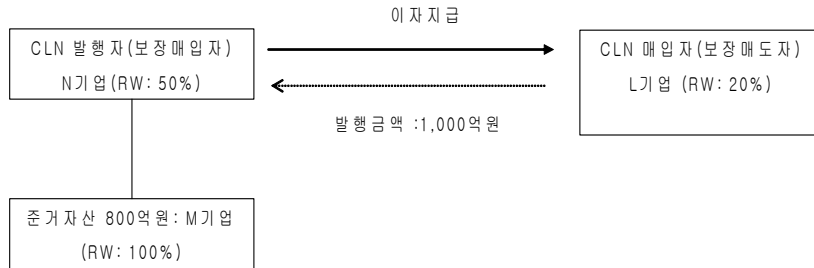 이자지급
CLN 발행자(보장매입자)
N기업(RW: 50%)
CLN 매입자(보장매도자)
L기업 (RW: 20%)
발행금액 :1,000억원
준거자산 800억원: M기업
(RW: 100%)